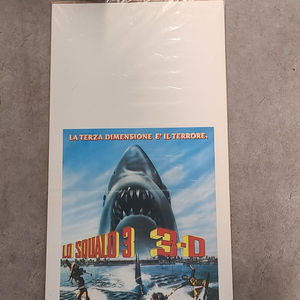 LA TERZA DIMENSIONE E' IL TERRORE.
LO SQUALO 3 3-D